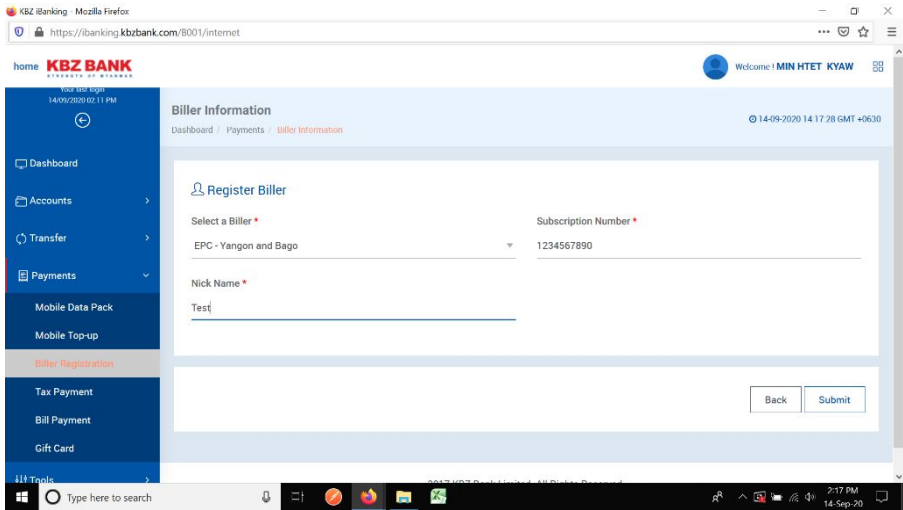 KBZ iBanking - Mozilla Firefox
https://ibanking.kbzbank.com/B001/internet
home KBZ BANK
STRENGTH OF MYANMAR
Welcome ! MIN HTET KYAW
Your last login
14/09/2020 02:11 PM
Biller Information
Dashboard / Payments / Biller Information
14-09-2020 14:17:28 GMT +0630
Dashboard
Accounts
Transfer
Payments
Mobile Data Pack
Mobile Top-up
Biller Registration
Tax Payment
Bill Payment
Gift Card
Tools
Register Biller
Select a Biller *
EPC - Yangon and Bago
Subscription Number *
1234567890
Nick Name *
Test
Back
Submit
2017 KBZ Bank Limited. All Rights Reserved
Type here to search
2:17 PM
14-Sep-20